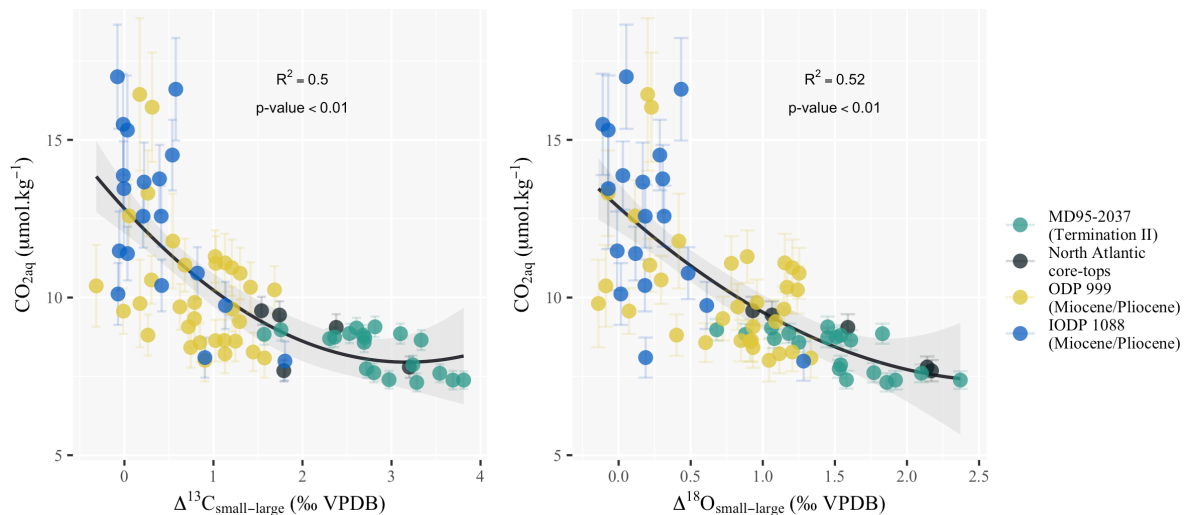 R² = 0.5
p-value < 0.01
CO₂aq (µmol.kg⁻¹)
15
10
5
0
1
2
3
4
Δ¹³Csmall−large (‰ VPDB)
R² = 0.52
p-value < 0.01
CO₂aq (µmol.kg⁻¹)
15
10
5
0.0
0.5
1.0
1.5
2.0
2.5
Δ¹⁸Osmall−large (‰ VPDB)
MD95-2037
(Termination II)
North Atlantic
core-tops
ODP 999
(Miocene/Pliocene)
IODP 1088
(Miocene/Pliocene)